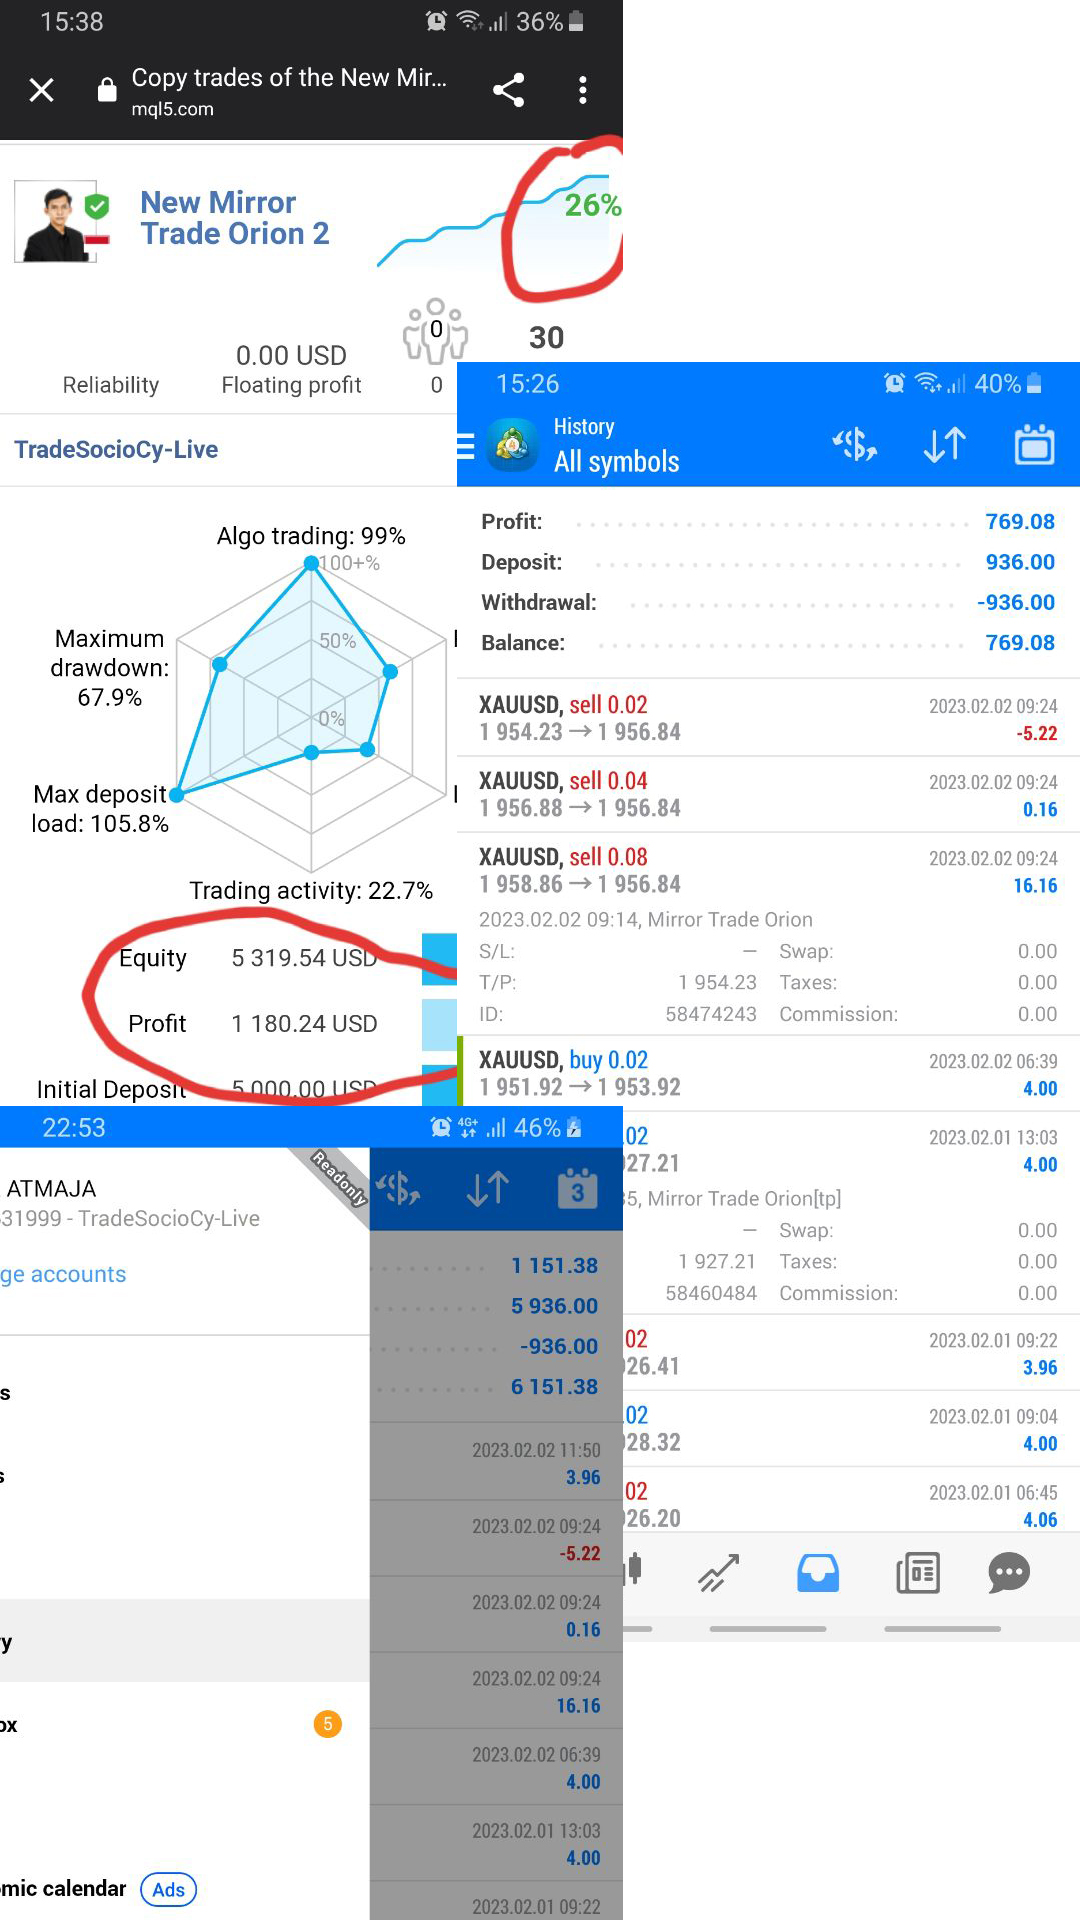 15:38
36%
Copy trades of the New Mir...
mql5.com
New Mirror
Trade Orion 2
26%
0
30
0.00 USD
Reliability
Floating profit
0
TradeSocioCy-Live
Algo trading: 99%
100+%
Maximum
drawdown:
67.9%
50%
0%
Max deposit
load: 105.8%
Trading activity: 22.7%
Equity 5 319.54 USD
Profit 1 180.24 USD
Initial Deposit 5 000.00 USD
15:26
40%
History
All symbols
Profit: 769.08
Deposit: 936.00
Withdrawal: -936.00
Balance: 769.08
XAUUSD, sell 0.02 2023.02.02 09:24
1 954.23 → 1 956.84 -5.22
XAUUSD, sell 0.04 2023.02.02 09:24
1 956.88 → 1 956.84 0.16
XAUUSD, sell 0.08 2023.02.02 09:24
1 958.86 → 1 956.84 16.16
2023.02.02 09:14, Mirror Trade Orion
S/L: — Swap: 0.00
T/P: 1 954.23 Taxes: 0.00
ID: 58474243 Commission: 0.00
XAUUSD, buy 0.02 2023.02.02 06:39
1 951.92 → 1 953.92 4.00
.02 2023.02.01 13:03
927.21 4.00
35, Mirror Trade Orion[tp]
— Swap: 0.00
1 927.21 Taxes: 0.00
58460484 Commission: 0.00
02 2023.02.01 09:22
926.41 3.96
.02 2023.02.01 09:04
928.32 4.00
02 2023.02.01 06:45
926.20 4.06
22:53
4G+
46%
Readonly
ATMAJA
31999 - TradeSocioCy-Live
ge accounts
3
1 151.38
5 936.00
-936.00
6 151.38
s
2023.02.02 11:50
3.96
s
2023.02.02 09:24
-5.22
2023.02.02 09:24
0.16
y
2023.02.02 09:24
16.16
ox
5
2023.02.02 06:39
4.00
2023.02.01 13:03
4.00
omic calendar
Ads
2023.02.01 09:22